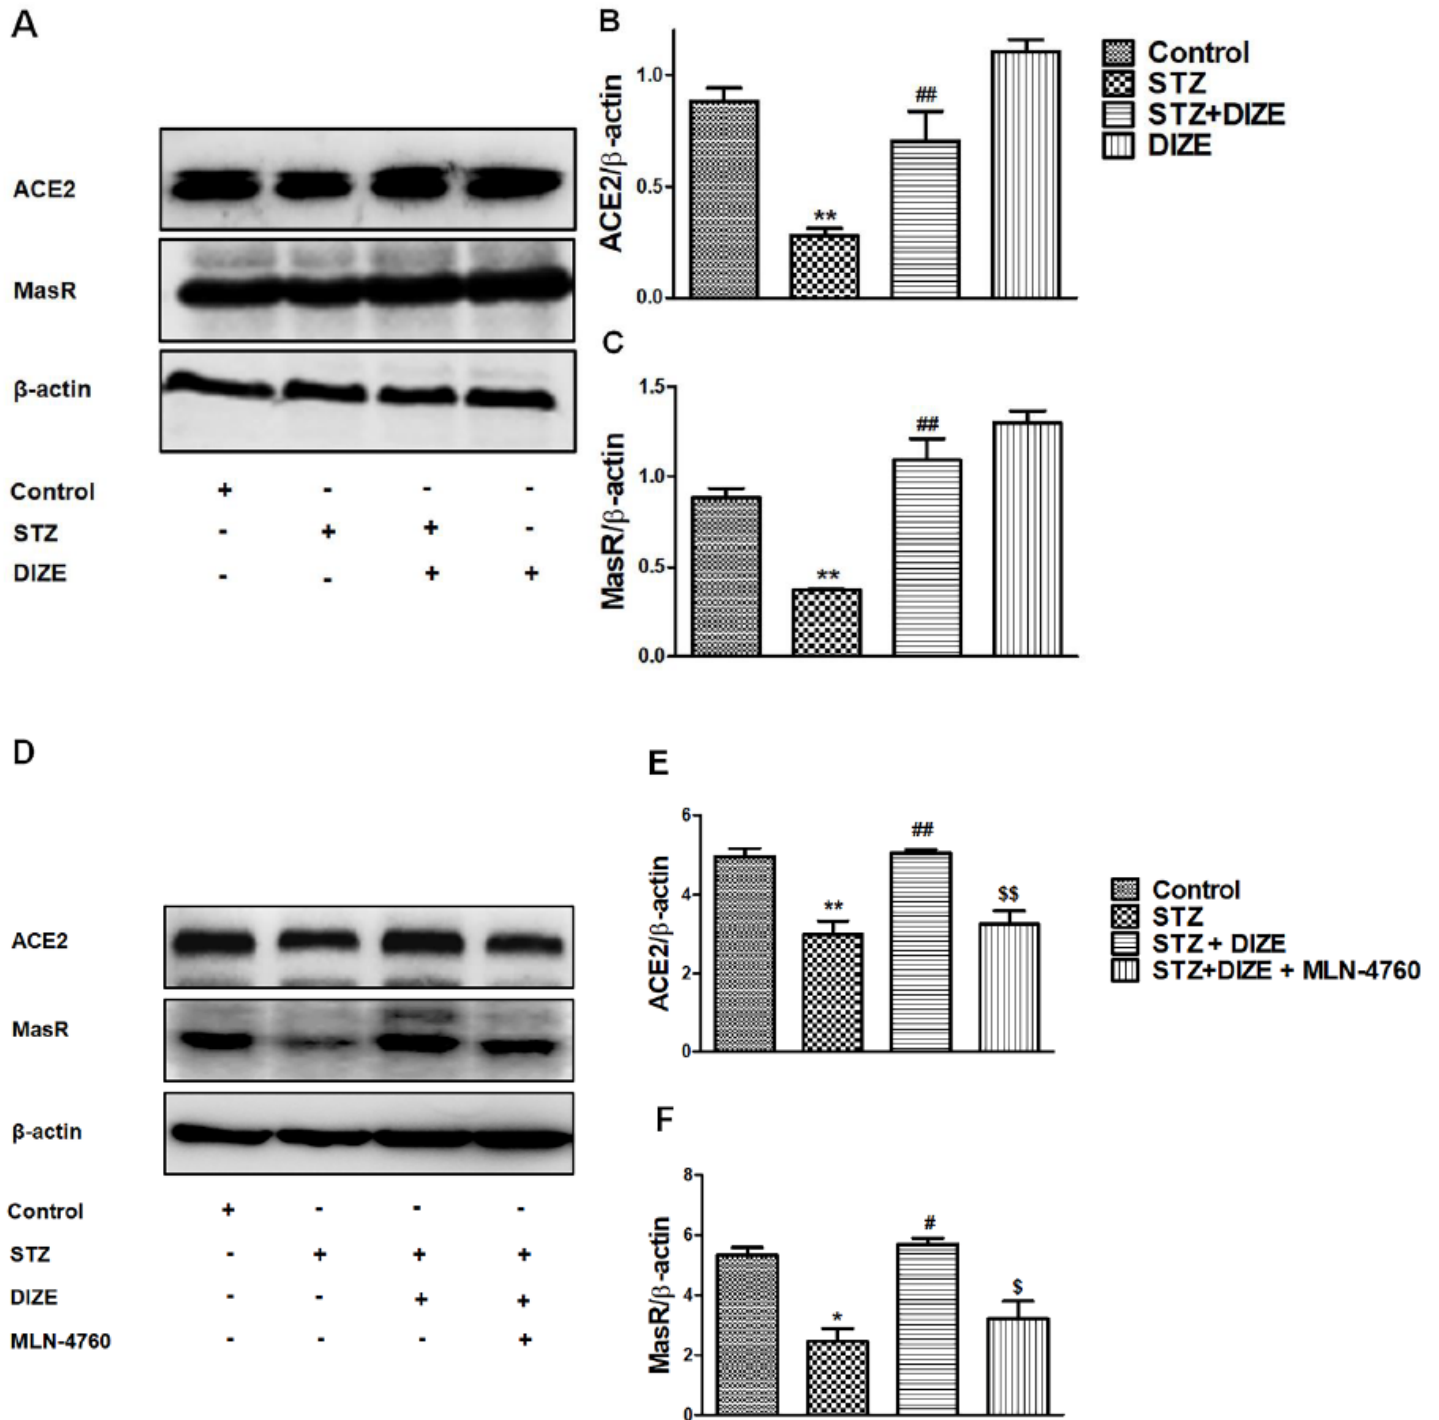 A
B
ACE2/β-actin
1.0
0.5
0.0
**
##
Control
STZ
STZ+DIZE
DIZE
ACE2
MasR
β-actin
Control + - - -
STZ - + + -
DIZE - - + +
C
MasR/β-actin
1.5
1.0
0.5
0.0
**
##
D
ACE2
MasR
β-actin
Control + - - -
STZ - + + +
DIZE - - + +
MLN-4760 - - - +
E
ACE2/β-actin
6
4
2
0
**
##
$$
Control
STZ
STZ + DIZE
STZ+DIZE + MLN-4760
F
MasR/β-actin
8
6
4
2
0
*
#
$